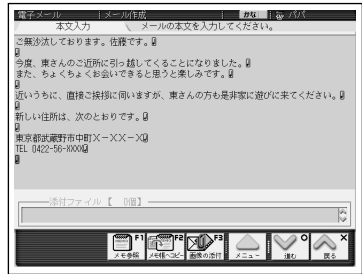 電子メール メール作成 かな パパ
本文入力 メールの本文を入力してください。
ご無沙汰しております。佐藤です。
今度、東さんのご近所に引っ越してくることになりました。
また、ちょくちょくお会いできると思うと楽しみです。
近いうちに、直接ご挨拶に伺いますが、東さんの方も是非家に遊びに来てください。
新しい住所は、次のとおりです。
東京都武蔵野市中町X－XX－X
TEL 0422-56-XXXX
添付ファイル【 0個】
F1 F2 F3 ○ ×
メモ参照 メモ帳へコピー 画像の添付 メニュー 進む 戻る